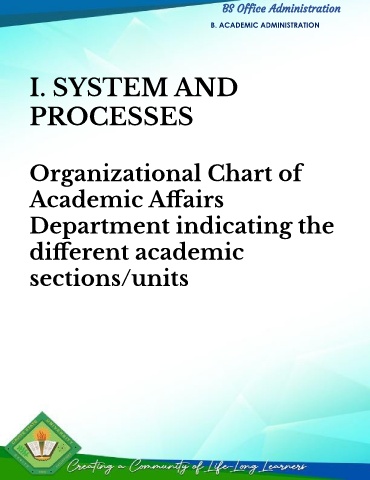 BS Office Administration
B. ACADEMIC ADMINISTRATION
I. SYSTEM AND
PROCESSES
Organizational Chart of
Academic Affairs
Department indicating the
different academic
sections/units
Creating a Community of Life-Long Learners